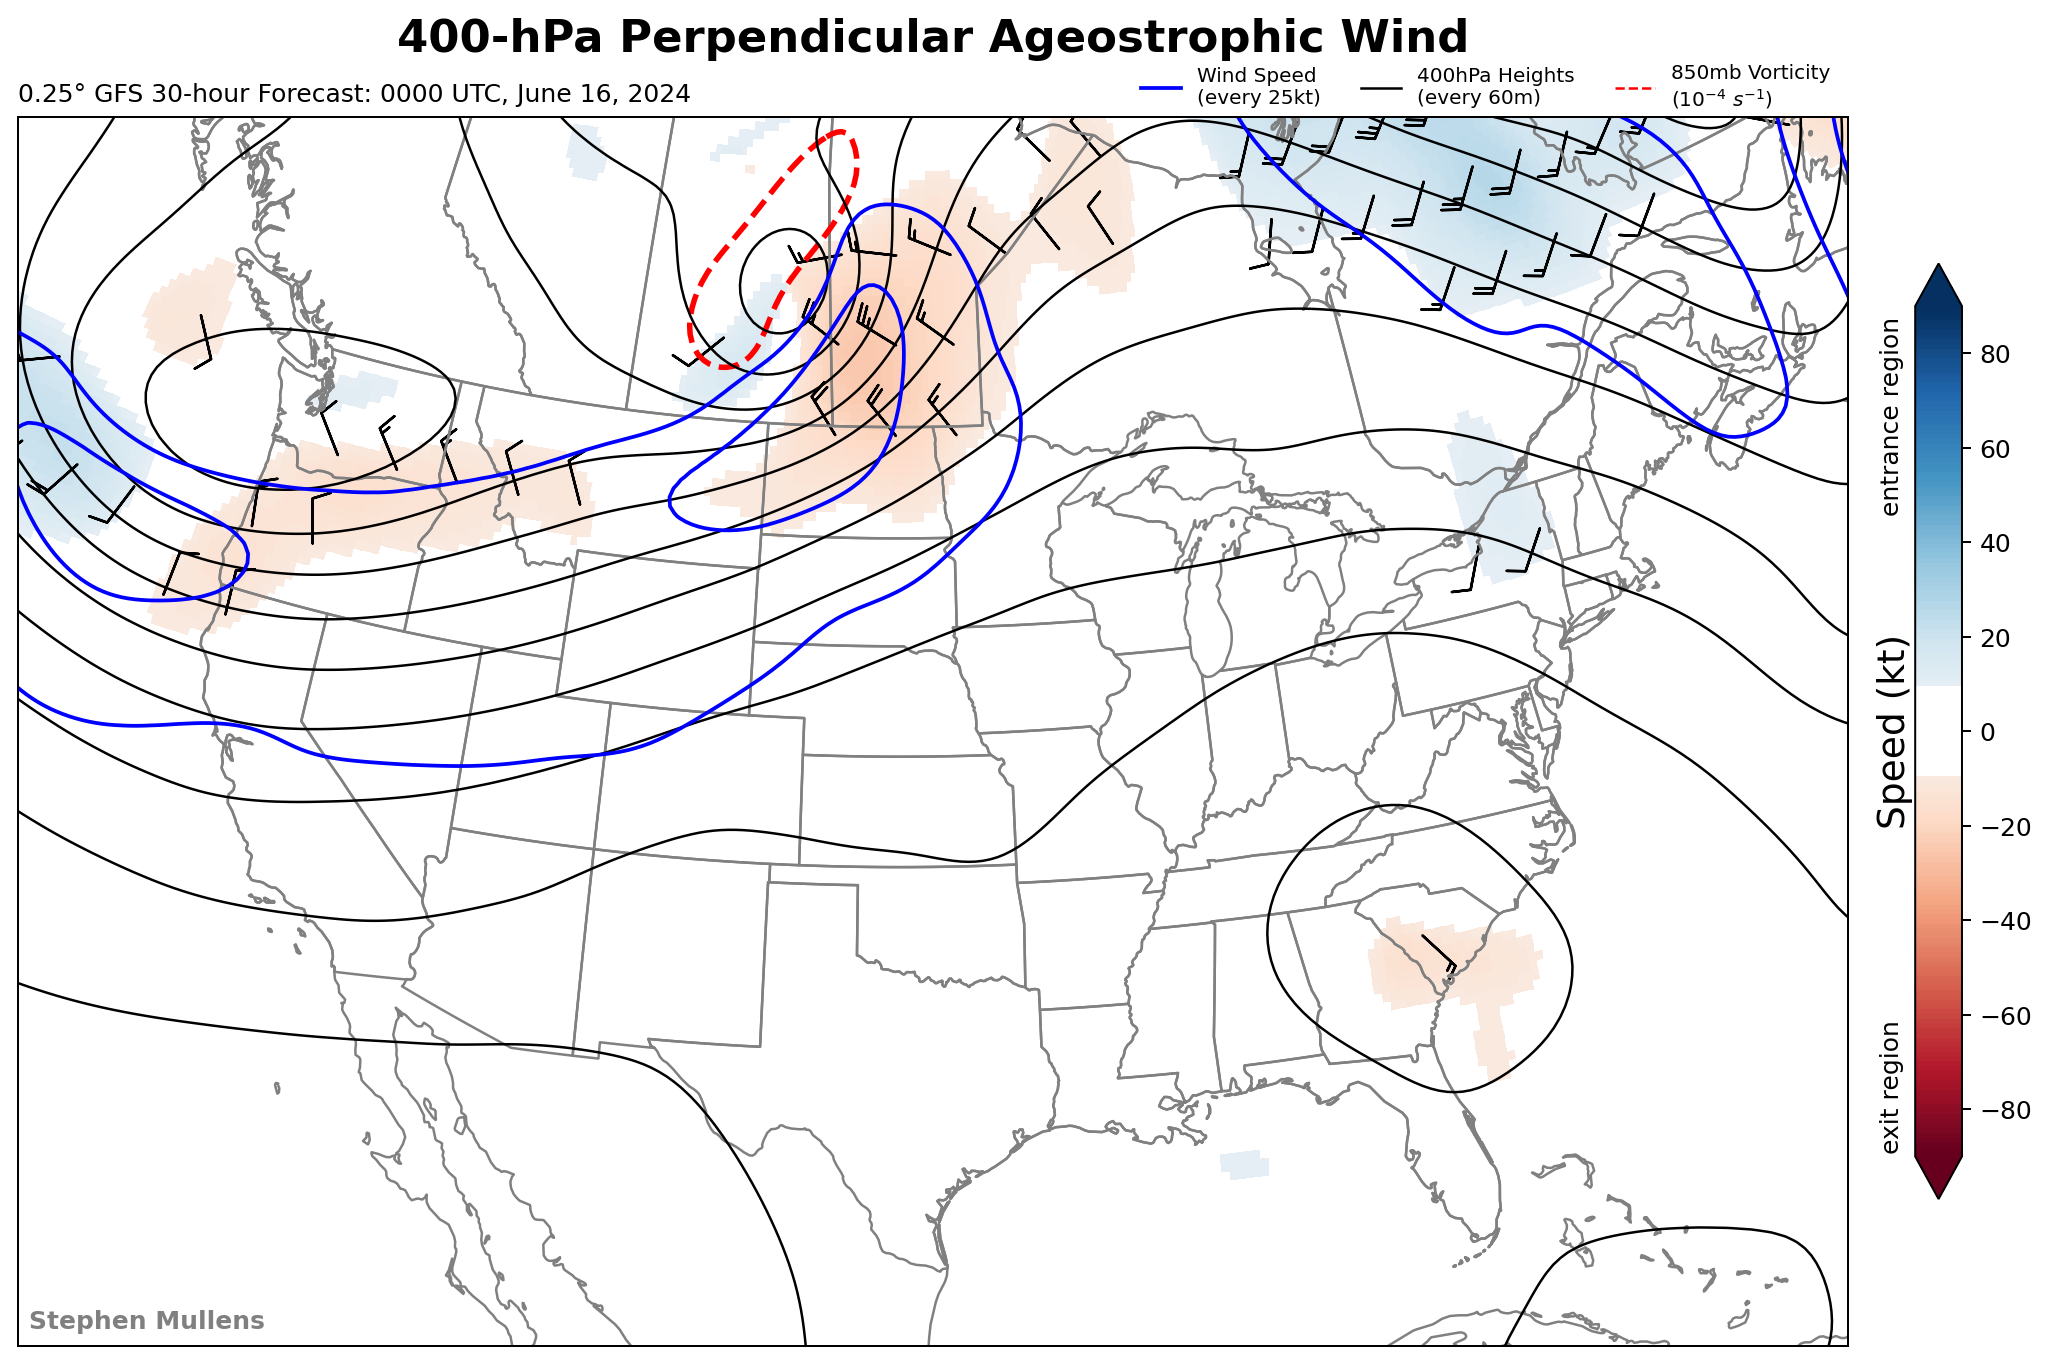 400-hPa Perpendicular Ageostrophic Wind
0.25° GFS 30-hour Forecast: 0000 UTC, June 16, 2024
Wind Speed
(every 25kt)
400hPa Heights
(every 60m)
850mb Vorticity
(10⁻⁴ s⁻¹)
entrance region
Speed (kt)
exit region
80
60
40
20
0
−20
−40
−60
−80
Stephen Mullens